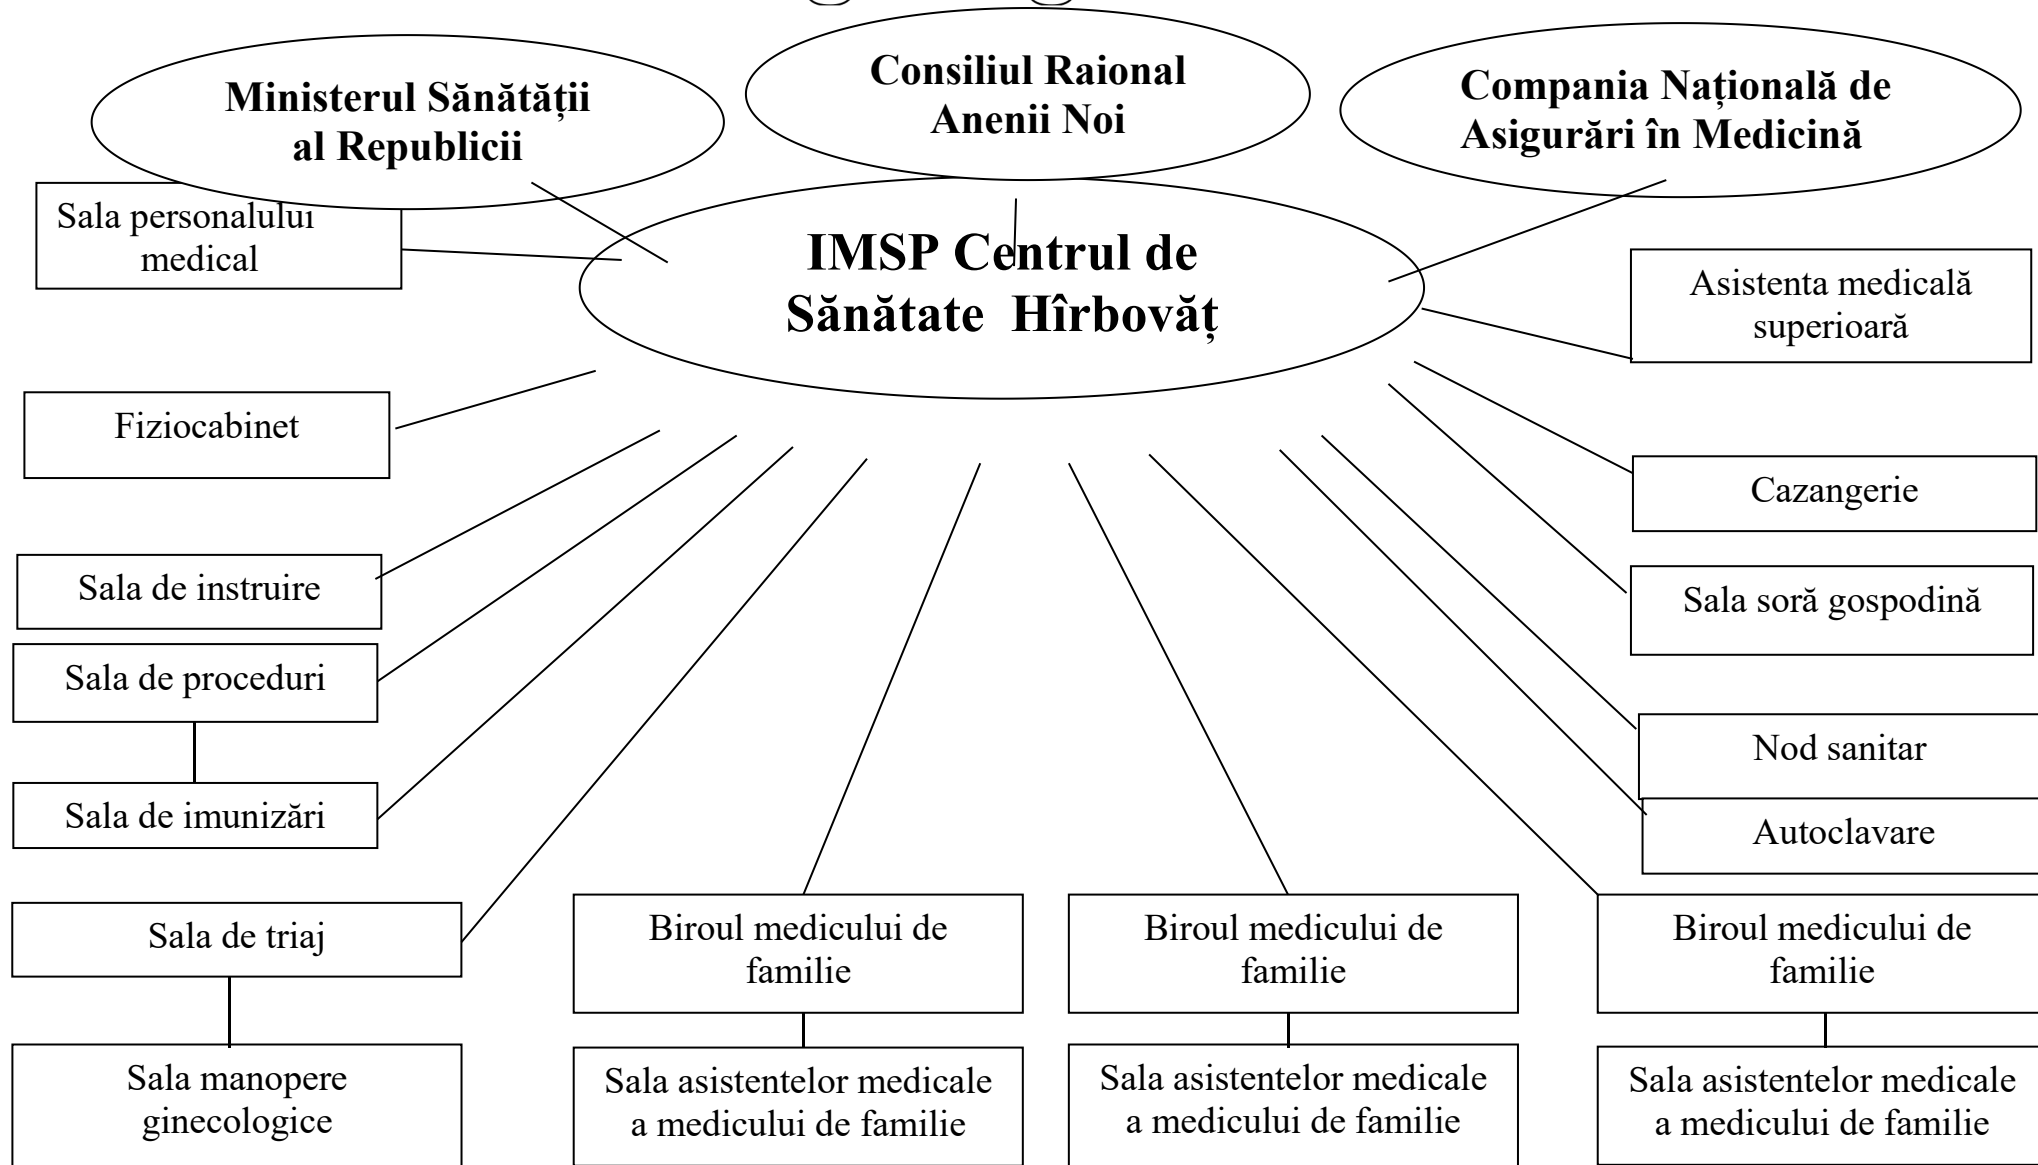 Ministerul Sănătății
al Republicii
Consiliul Raional
Anenii Noi
Compania Națională de
Asigurări în Medicină
Sala personalului
medical
IMSP Centrul de
Sănătate Hîrbovăț
Asistenta medicală
superioară
Fiziocabinet
Cazangerie
Sala de instruire
Sala soră gospodină
Sala de proceduri
Nod sanitar
Sala de imunizări
Autoclavare
Sala de triaj
Biroul medicului de
familie
Biroul medicului de
familie
Biroul medicului de
familie
Sala manopere
ginecologice
Sala asistentelor medicale
a medicului de familie
Sala asistentelor medicale
a medicului de familie
Sala asistentelor medicale
a medicului de familie